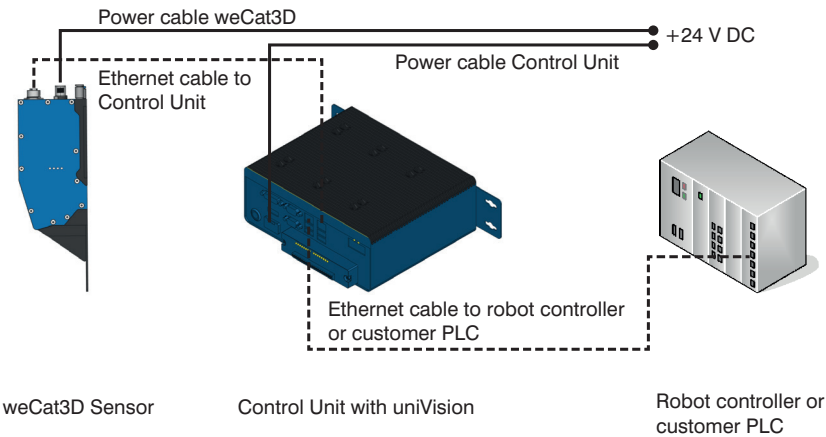 Power cable weCat3D
+24 V DC
Power cable Control Unit
Ethernet cable to
Control Unit
Ethernet cable to robot controller
or customer PLC
weCat3D Sensor
Control Unit with uniVision
Robot controller or
customer PLC